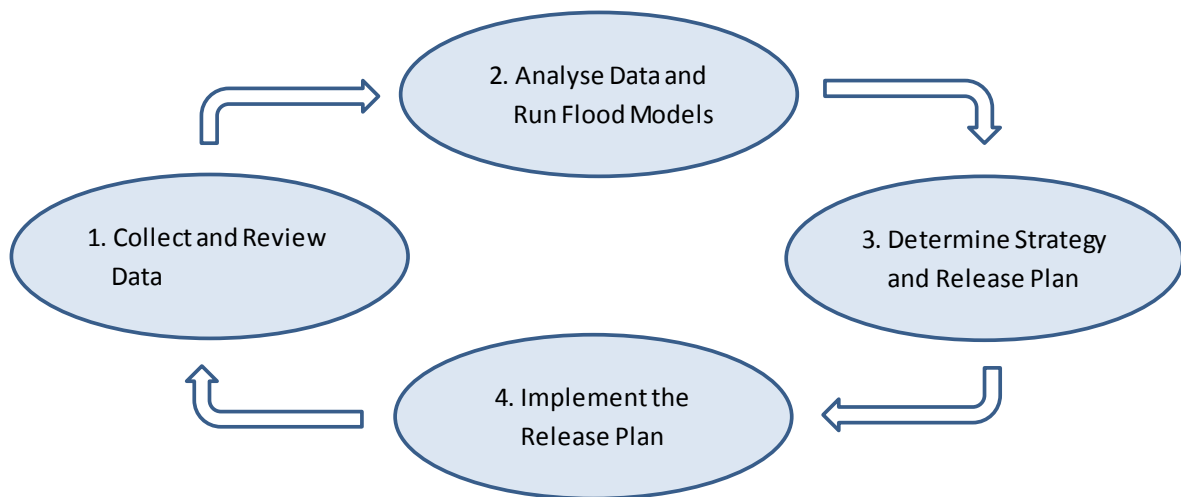 1. Collect and Review
Data
2. Analyse Data and
Run Flood Models
3. Determine Strategy
and Release Plan
4. Implement the
Release Plan